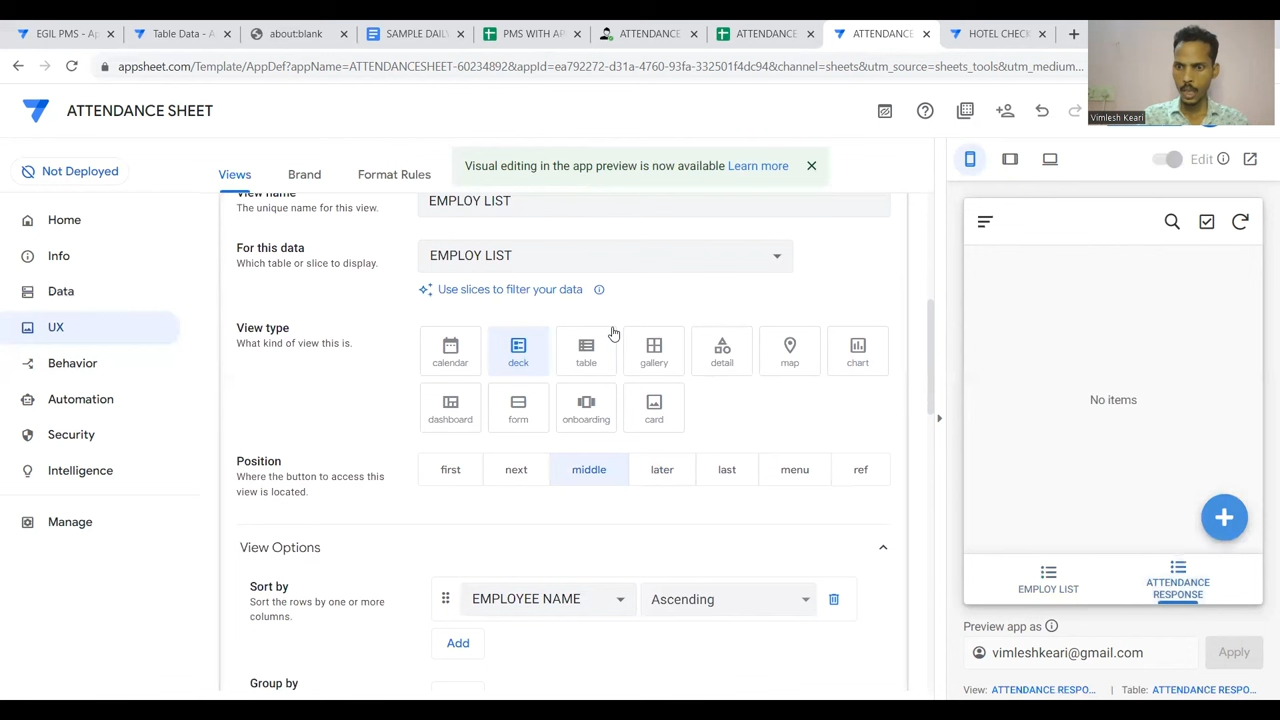 EGIL PMS - Ap
Table Data - A
about:blank
SAMPLE DAIL
PMS WITH AP
ATTENDANCE
ATTENDANCE
ATTENDANCE
HOTEL CHECK
appsheet.com/Template/AppDef?appName=ATTENDANCESHEET-60234892&appId=ea792272-d31a-4760-93fa-332501f4dc94&channel=sheets&utm_source=sheets_tools&utm_medium...
Vimlesh Keari
ATTENDANCE SHEET
Not Deployed
Views
Brand
Format Rules
Visual editing in the app preview is now available Learn more
Edit
Home
Info
Data
UX
Behavior
Automation
Security
Intelligence
Manage
View name
The unique name for this view.
EMPLOY LIST
For this data
Which table or slice to display.
EMPLOY LIST
Use slices to filter your data
View type
What kind of view this is.
calendar
deck
table
gallery
detail
map
chart
dashboard
form
onboarding
card
Position
Where the button to access this
view is located.
first
next
middle
later
last
menu
ref
View Options
Sort by
Sort the rows by one or more
columns.
EMPLOYEE NAME
Ascending
Add
Group by
No items
EMPLOY LIST
ATTENDANCE
RESPONSE
Preview app as
vimleshkeari@gmail.com
Apply
View: ATTENDANCE RESPO... | Table: ATTENDANCE RESPO...